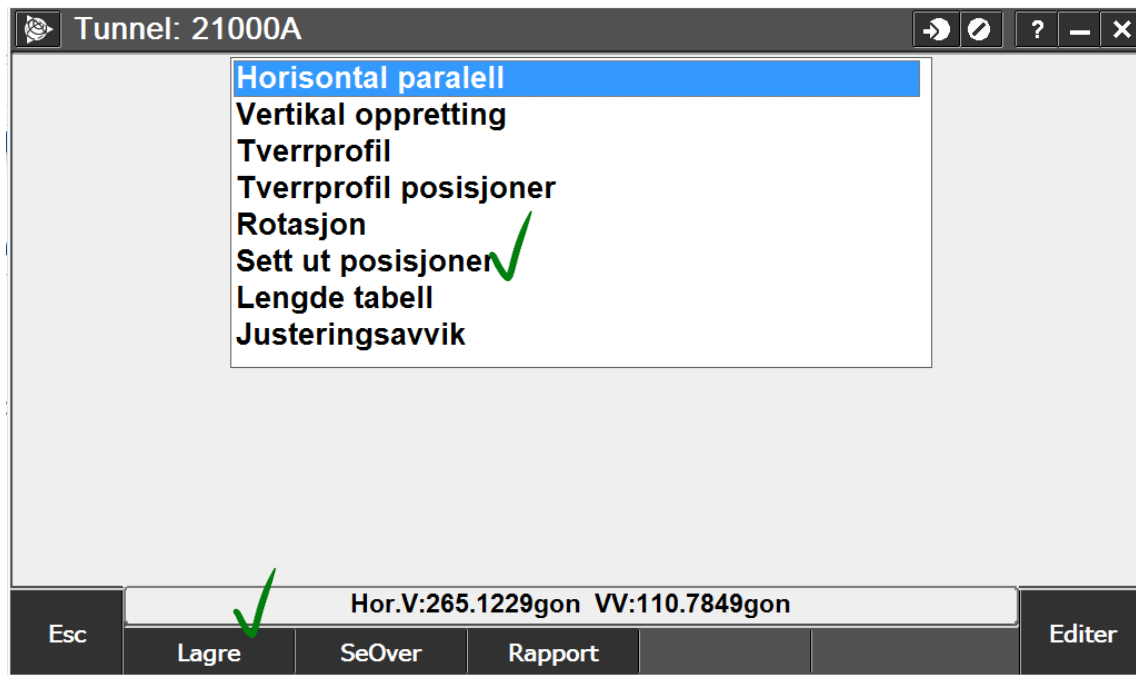 Tunnel: 21000A
?
Horisontal paralell
Vertikal oppretting
Tverrprofil
Tverrprofil posisjoner
Rotasjon
Sett ut posisjoner
Lengde tabell
Justeringsavvik
Hor.V:265.1229gon VV:110.7849gon
Esc
Lagre
SeOver
Rapport
Editer